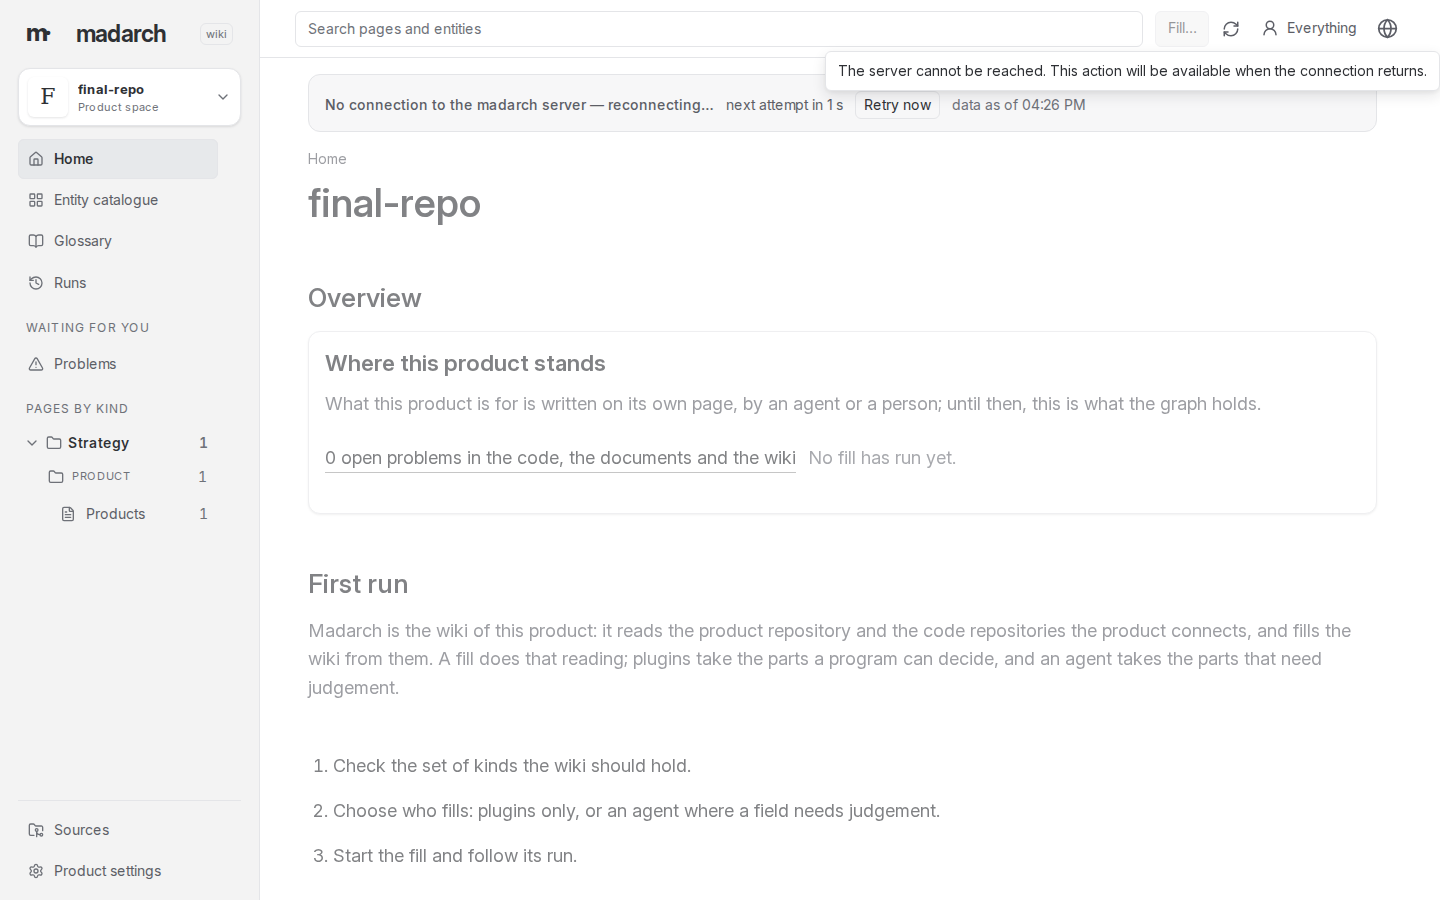 m·
madarch
wiki
Search pages and entities
Fill...
Everything
The server cannot be reached. This action will be available when the connection returns.
F
final-repo
Product space
No connection to the madarch server — reconnecting...
next attempt in 1 s
Retry now
data as of 04:26 PM
Home
Entity catalogue
Glossary
Runs
WAITING FOR YOU
Problems
PAGES BY KIND
Strategy 1
PRODUCT 1
Products 1
Sources
Product settings
Home
final-repo
Overview
Where this product stands
What this product is for is written on its own page, by an agent or a person; until then, this is what the graph holds.
0 open problems in the code, the documents and the wiki
No fill has run yet.
First run
Madarch is the wiki of this product: it reads the product repository and the code repositories the product connects, and fills the
wiki from them. A fill does that reading; plugins take the parts a program can decide, and an agent takes the parts that need
judgement.
1. Check the set of kinds the wiki should hold.
2. Choose who fills: plugins only, or an agent where a field needs judgement.
3. Start the fill and follow its run.